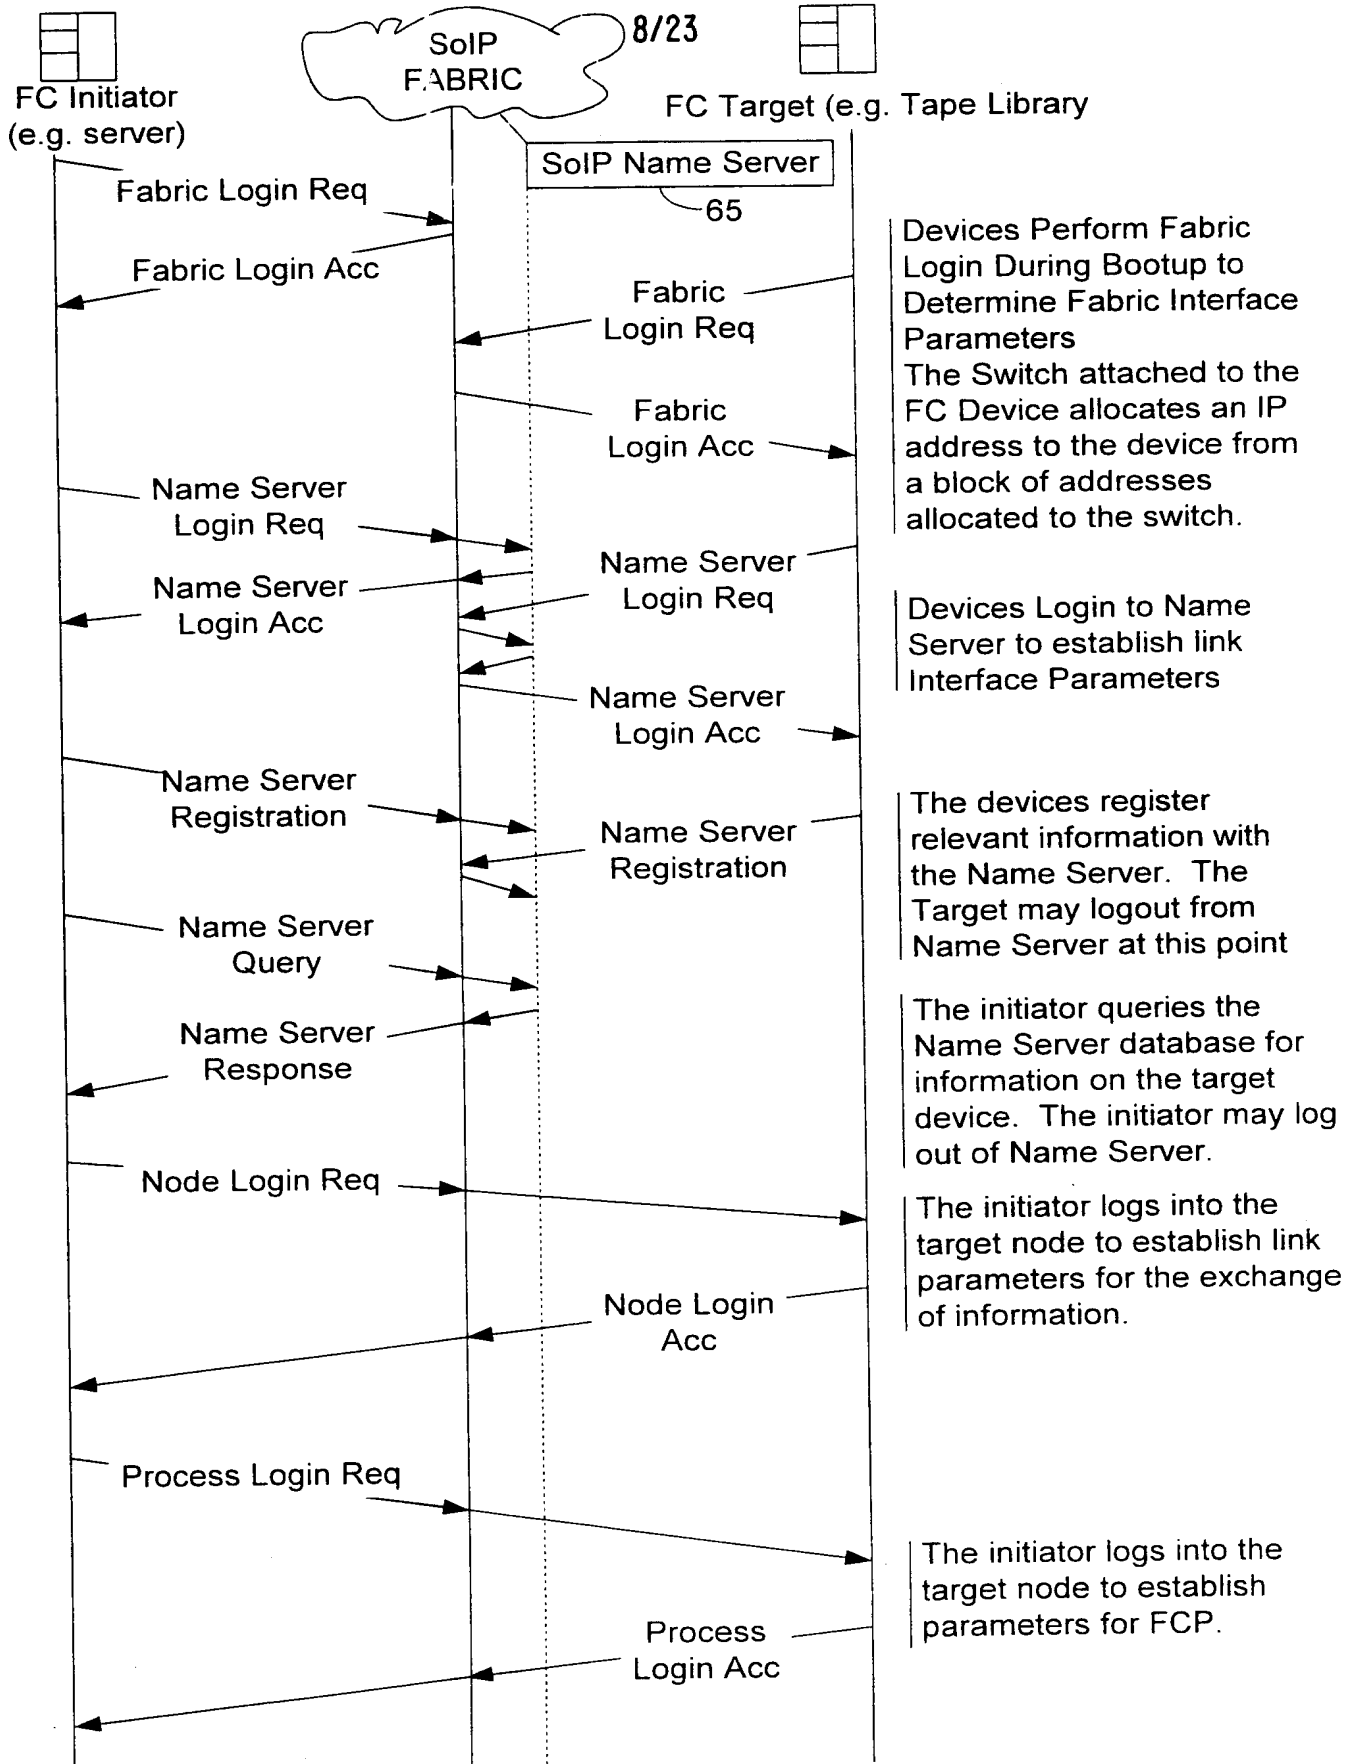 8/23
SoIP
FABRIC
FC Initiator
(e.g. server)
FC Target (e.g. Tape Library
SoIP Name Server
65
Fabric Login Req
Fabric Login Acc
Fabric
Login Req
Fabric
Login Acc
Devices Perform Fabric
Login During Bootup to
Determine Fabric Interface
Parameters
The Switch attached to the
FC Device allocates an IP
address to the device from
a block of addresses
allocated to the switch.
Name Server
Login Req
Name Server
Login Acc
Name Server
Login Req
Name Server
Login Acc
Devices Login to Name
Server to establish link
Interface Parameters
Name Server
Registration
Name Server
Registration
The devices register
relevant information with
the Name Server. The
Target may logout from
Name Server at this point
Name Server
Query
Name Server
Response
The initiator queries the
Name Server database for
information on the target
device. The initiator may log
out of Name Server.
Node Login Req
Node Login
Acc
The initiator logs into the
target node to establish link
parameters for the exchange
of information.
Process Login Req
Process
Login Acc
The initiator logs into the
target node to establish
parameters for FCP.